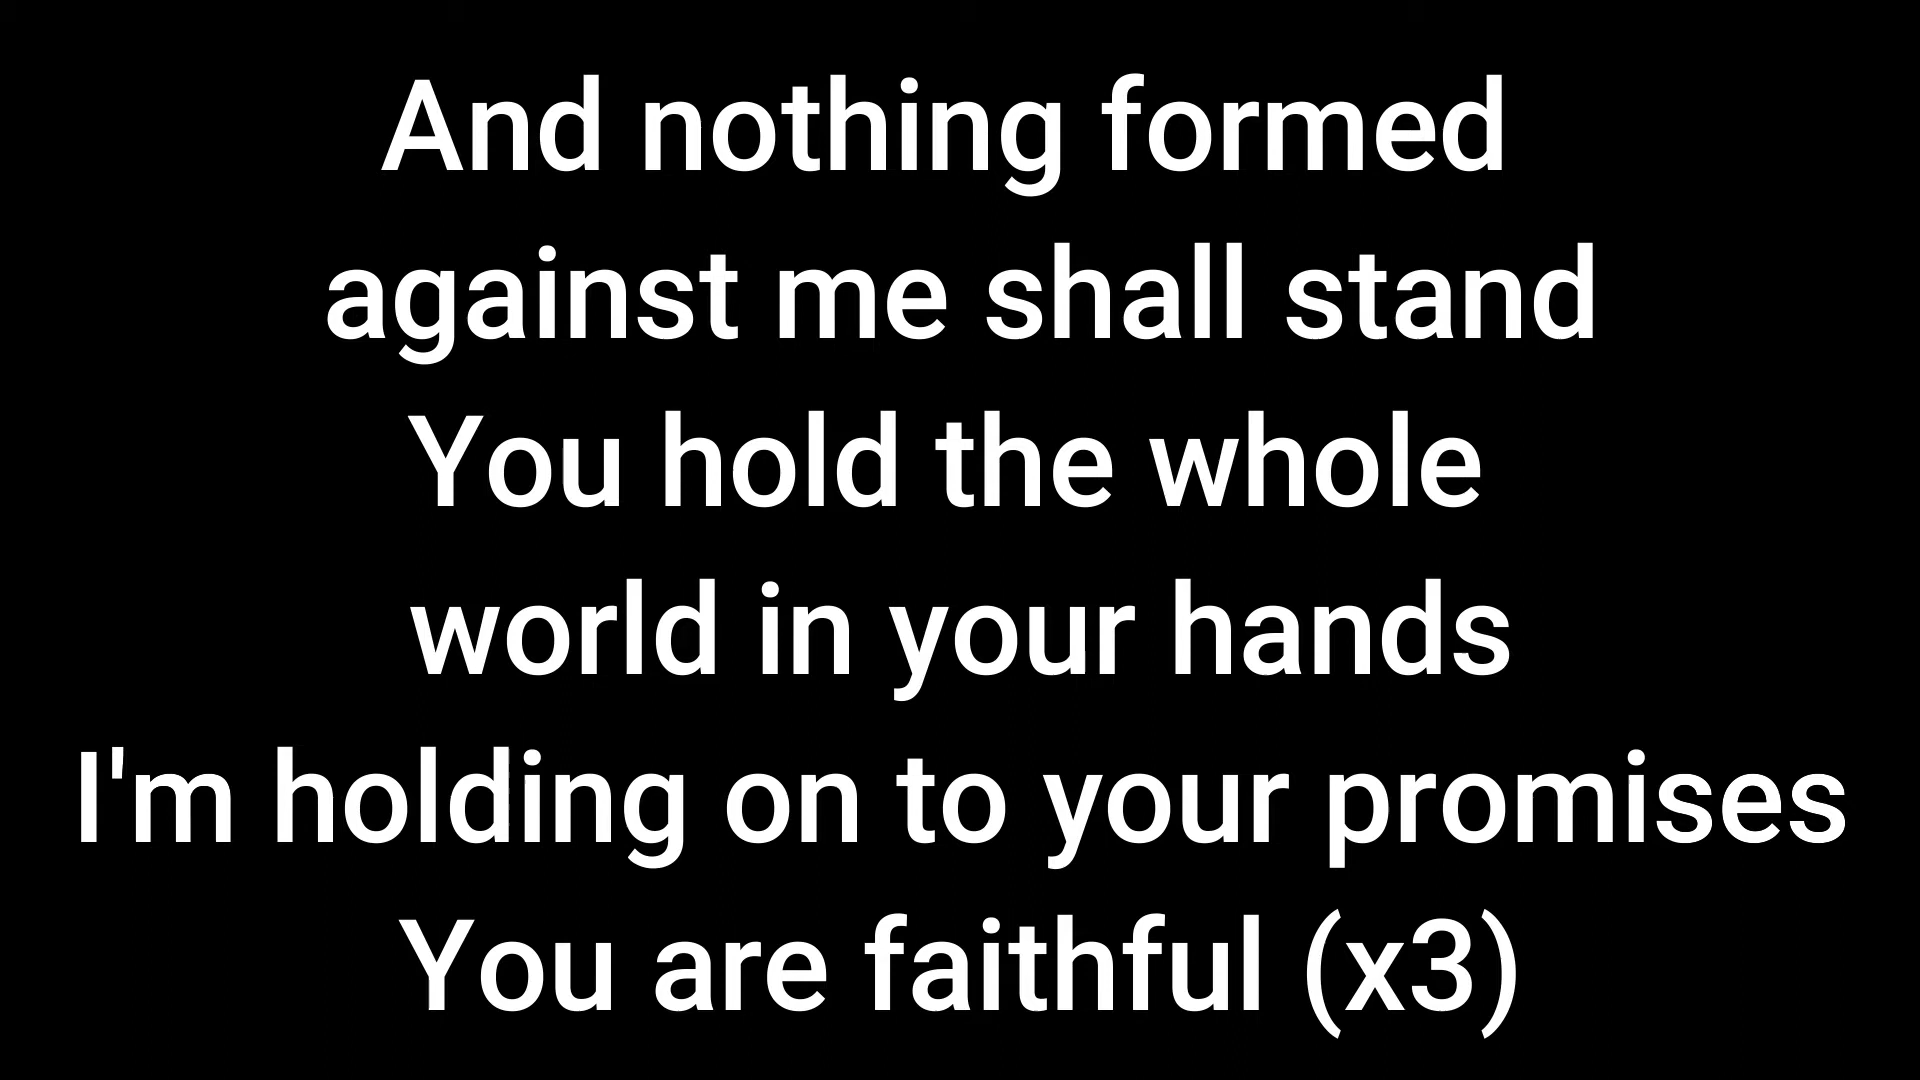 And nothing formed
against me shall stand
You hold the whole
world in your hands
I'm holding on to your promises
You are faithful (x3)